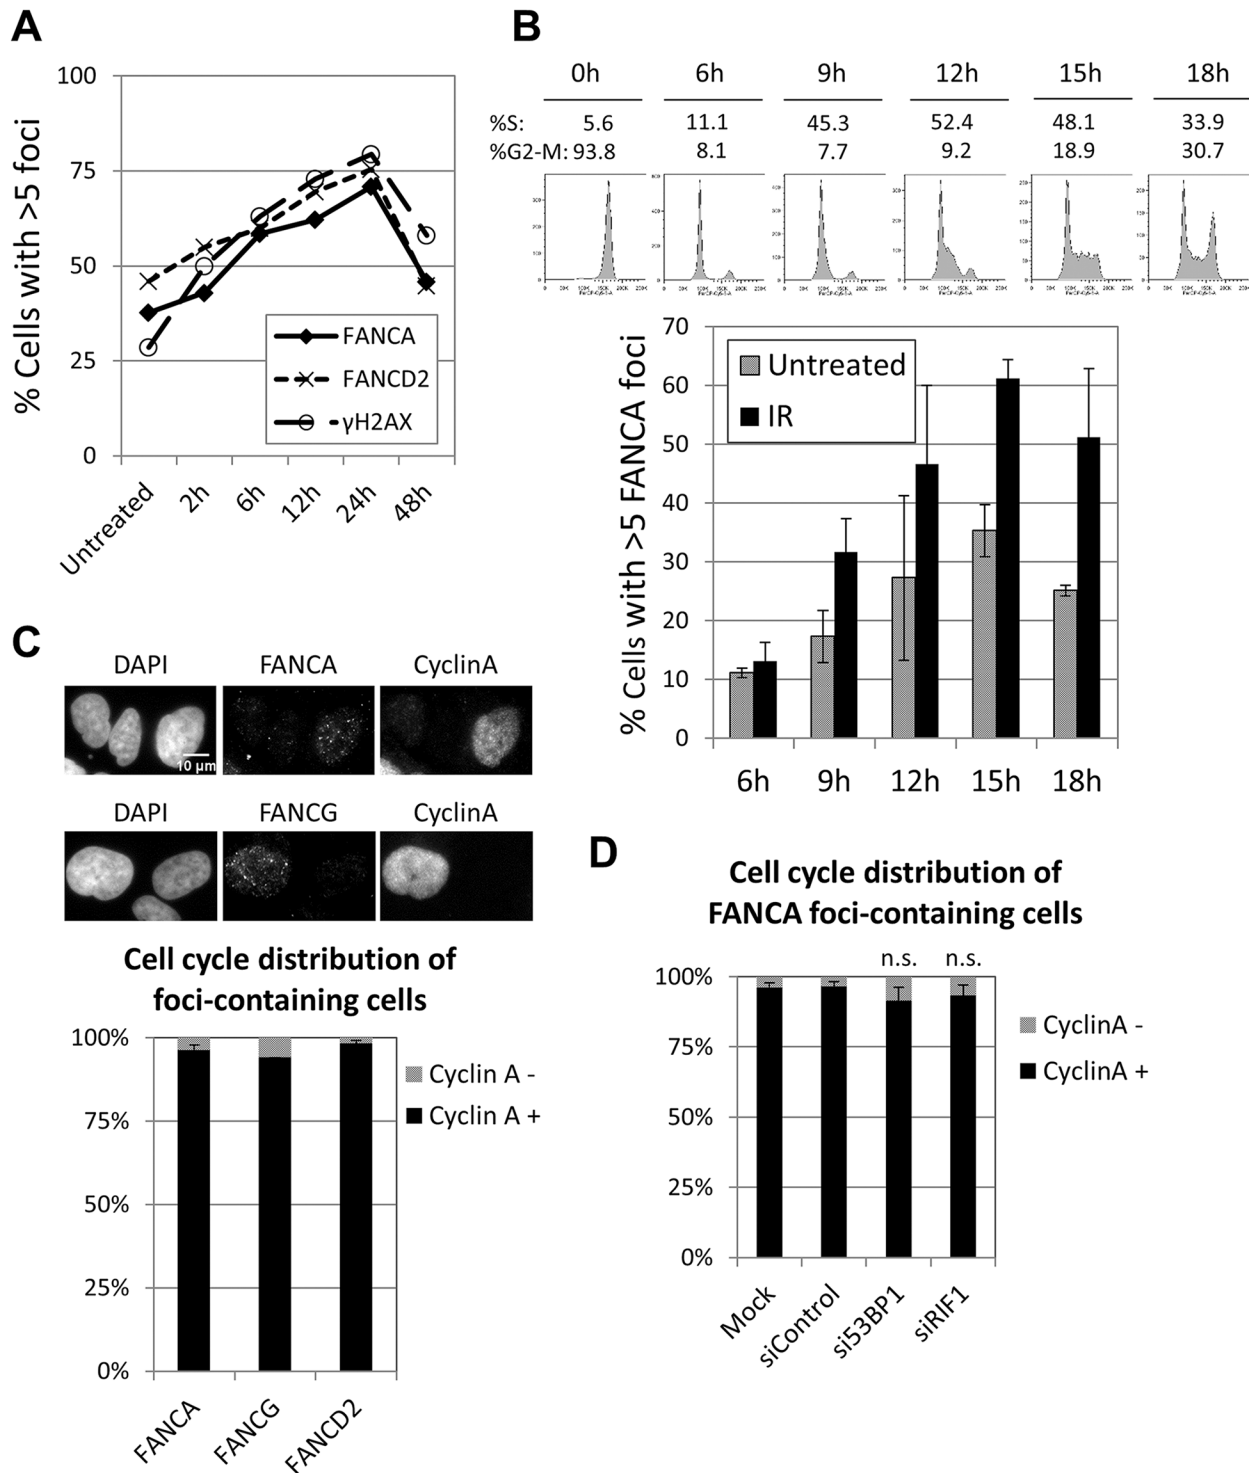 A
% Cells with >5 foci
100
75
50
25
0
FANCA
FANCD2
γH2AX
Untreated
2h
6h
12h
24h
48h
B
0h 6h 9h 12h 15h 18h
%S: 5.6 11.1 45.3 52.4 48.1 33.9
%G2-M: 93.8 8.1 7.7 9.2 18.9 30.7
% Cells with >5 FANCA foci
70
60
50
40
30
20
10
0
Untreated
IR
6h 9h 12h 15h 18h
C
DAPI FANCA CyclinA
10 µm
DAPI FANCG CyclinA
Cell cycle distribution of
foci-containing cells
100%
75%
50%
25%
0%
Cyclin A -
Cyclin A +
FANCA
FANCG
FANCD2
D
Cell cycle distribution of
FANCA foci-containing cells
n.s. n.s.
100%
75%
50%
25%
0%
CyclinA -
CyclinA +
Mock
siControl
si53BP1
siRIF1